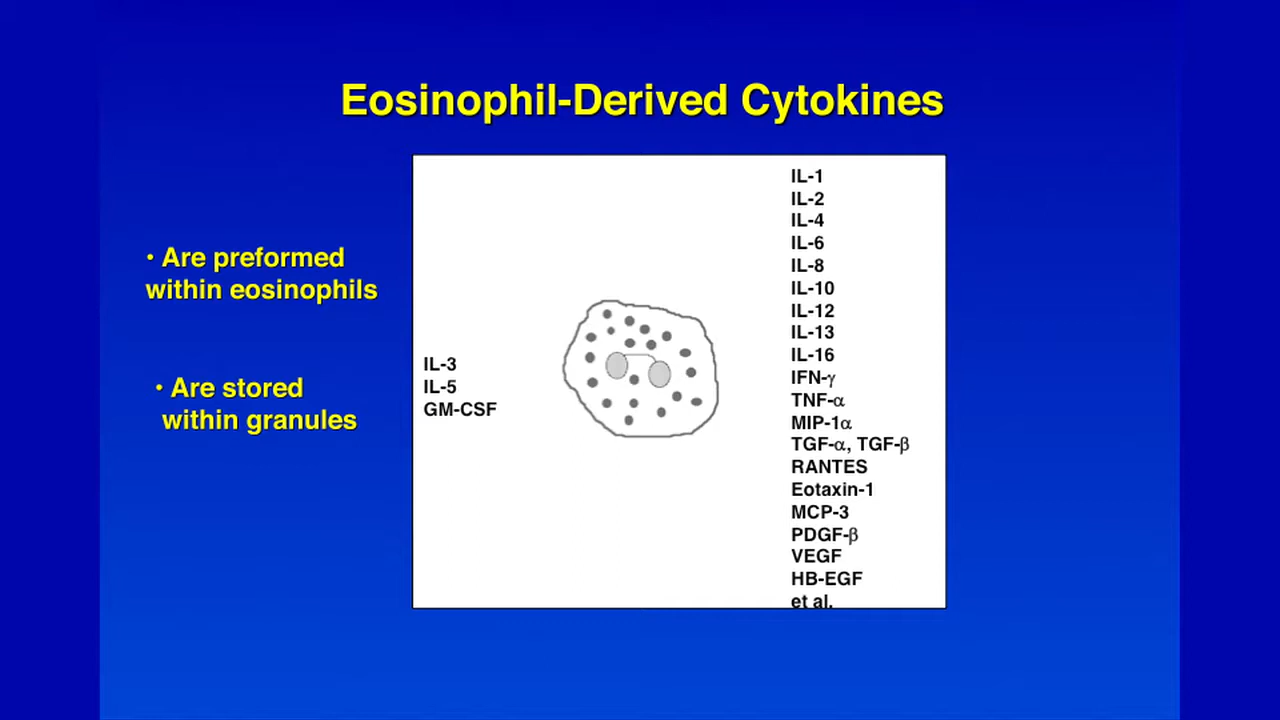 Eosinophil-Derived Cytokines
• Are preformed
within eosinophils
• Are stored
within granules
IL-3
IL-5
GM-CSF
IL-1
IL-2
IL-4
IL-6
IL-8
IL-10
IL-12
IL-13
IL-16
IFN-γ
TNF-α
MIP-1α
TGF-α, TGF-β
RANTES
Eotaxin-1
MCP-3
PDGF-β
VEGF
HB-EGF
et al.